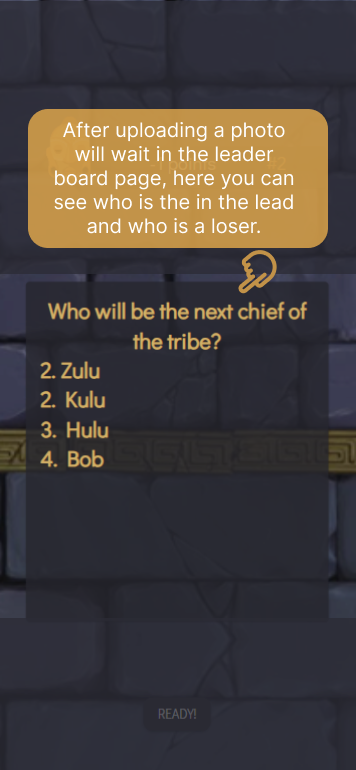 After uploading a photo
will wait in the leader
board page, here you can
see who is the in the lead
and who is a loser.
Who will be the next chief of
the tribe?
2. Zulu
2. Kulu
3. Hulu
4. Bob
READY!